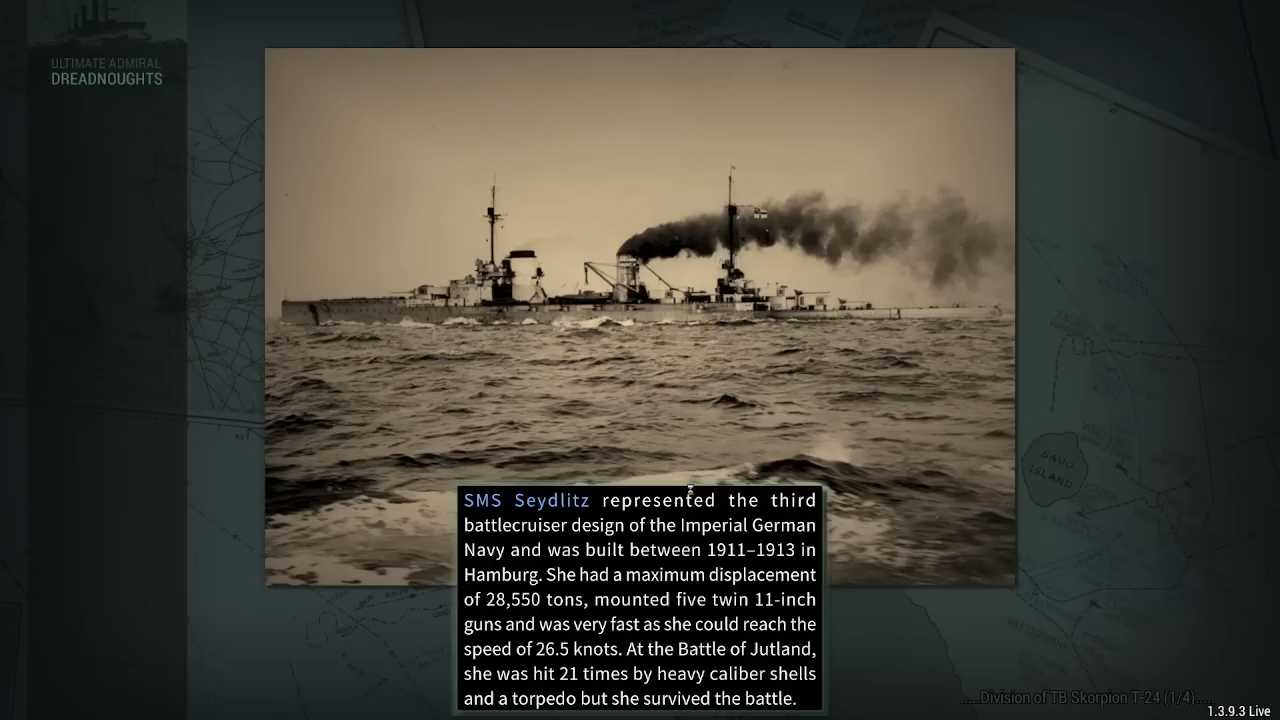 ULTIMATE ADMIRAL
DREADNOUGHTS
SMS Seydlitz represented the third
battlecruiser design of the Imperial German
Navy and was built between 1911–1913 in
Hamburg. She had a maximum displacement
of 28,550 tons, mounted five twin 11-inch
guns and was very fast as she could reach the
speed of 26.5 knots. At the Battle of Jutland,
she was hit 21 times by heavy caliber shells
and a torpedo but she survived the battle.
SAVO
ISLAND
.....Division of TB Skorpion T-24 (1/4).....
1.3.9.3 Live